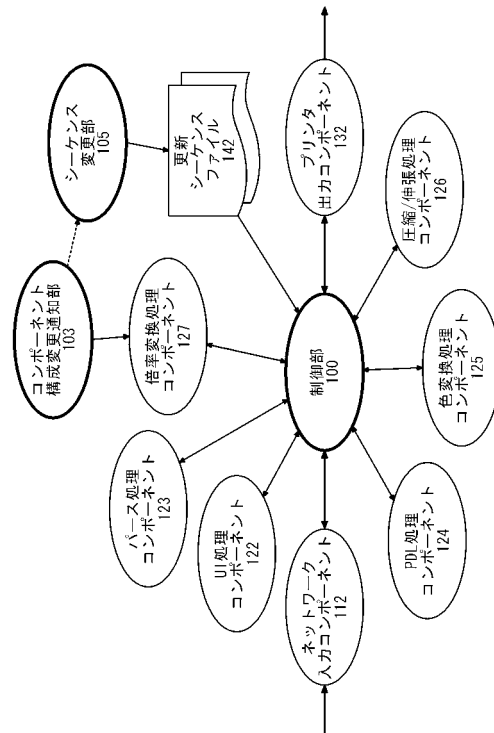 シーケンス
変更部
105
コンポーネント
構成変更通知部
103
更新
シーケンス
ファイル
142
倍率変換処理
コンポーネント
127
パース処理
コンポーネント
123
UI処理
コンポーネント
122
制御部
100
プリンタ
出力コンポーネント
132
ネットワーク
入力コンポーネント
112
圧縮/伸張処理
コンポーネント
126
色変換処理
コンポーネント
125
PDL処理
コンポーネント
124